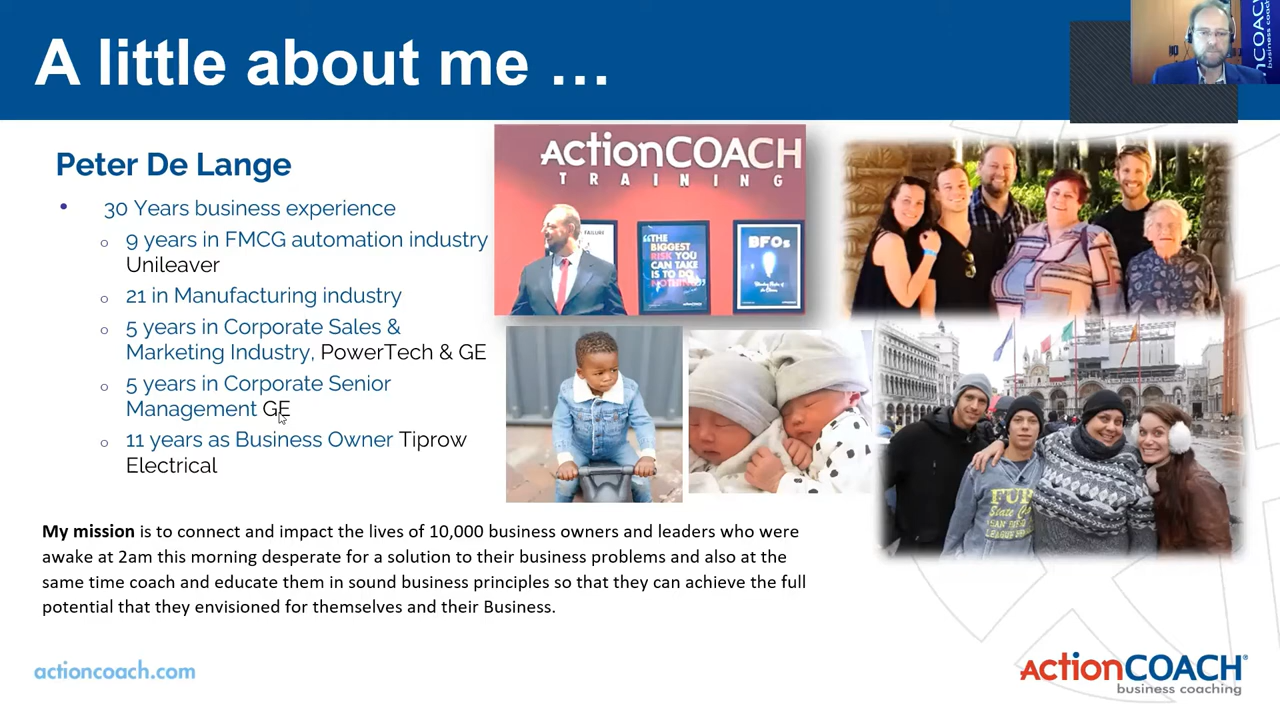 A little about me ...
Peter De Lange
• 30 Years business experience
o 9 years in FMCG automation industry
Unileaver
o 21 in Manufacturing industry
o 5 years in Corporate Sales &
Marketing Industry, PowerTech & GE
o 5 years in Corporate Senior
Management GE
o 11 years as Business Owner Tiprow
Electrical
ActionCOACH
TRAINING
FAILURE
"THE
BIGGEST
RISK YOU
CAN TAKE
IS TO DO
NOTHING"
BFOs
My mission is to connect and impact the lives of 10,000 business owners and leaders who were
awake at 2am this morning desperate for a solution to their business problems and also at the
same time coach and educate them in sound business principles so that they can achieve the full
potential that they envisioned for themselves and their Business.
actioncoach.com
ActionCOACH®
business coaching